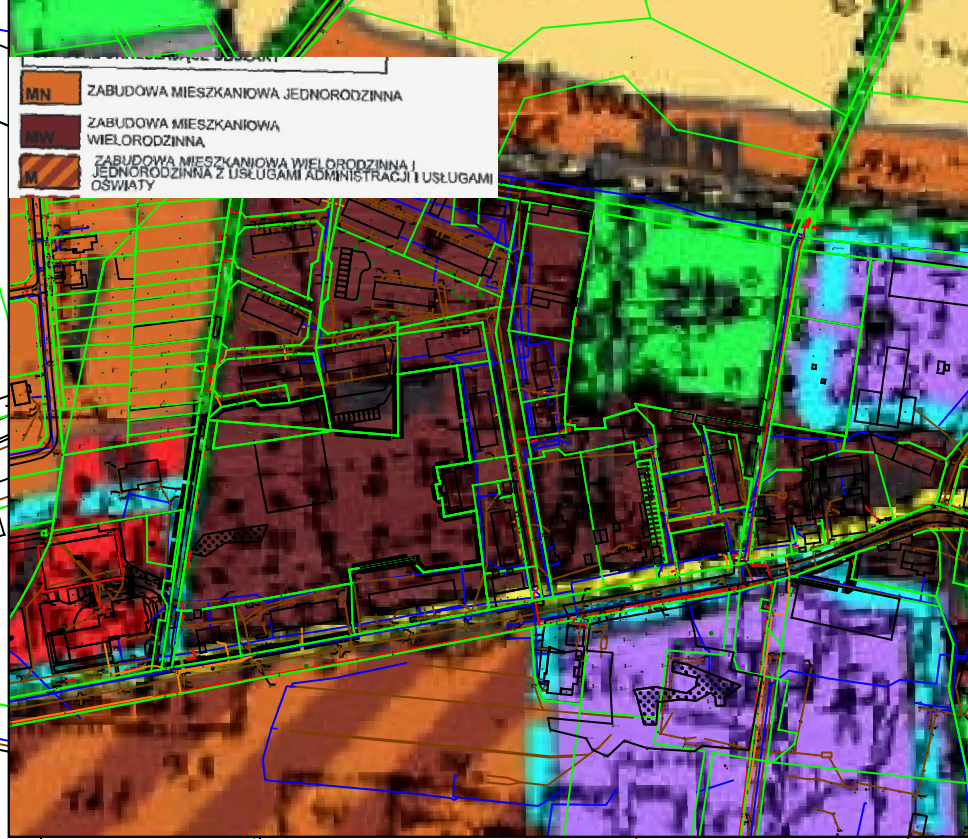 MN
ZABUDOWA MIESZKANIOWA JEDNORODZINNA
MW
ZABUDOWA MIESZKANIOWA
WIELORODZINNA
M
ZABUDOWA MIESZKANIOWA WIELORODZINNA I
JEDNORODZINNA Z USŁUGAMI ADMINISTRACJI I USŁUGAMI
OŚWIATY